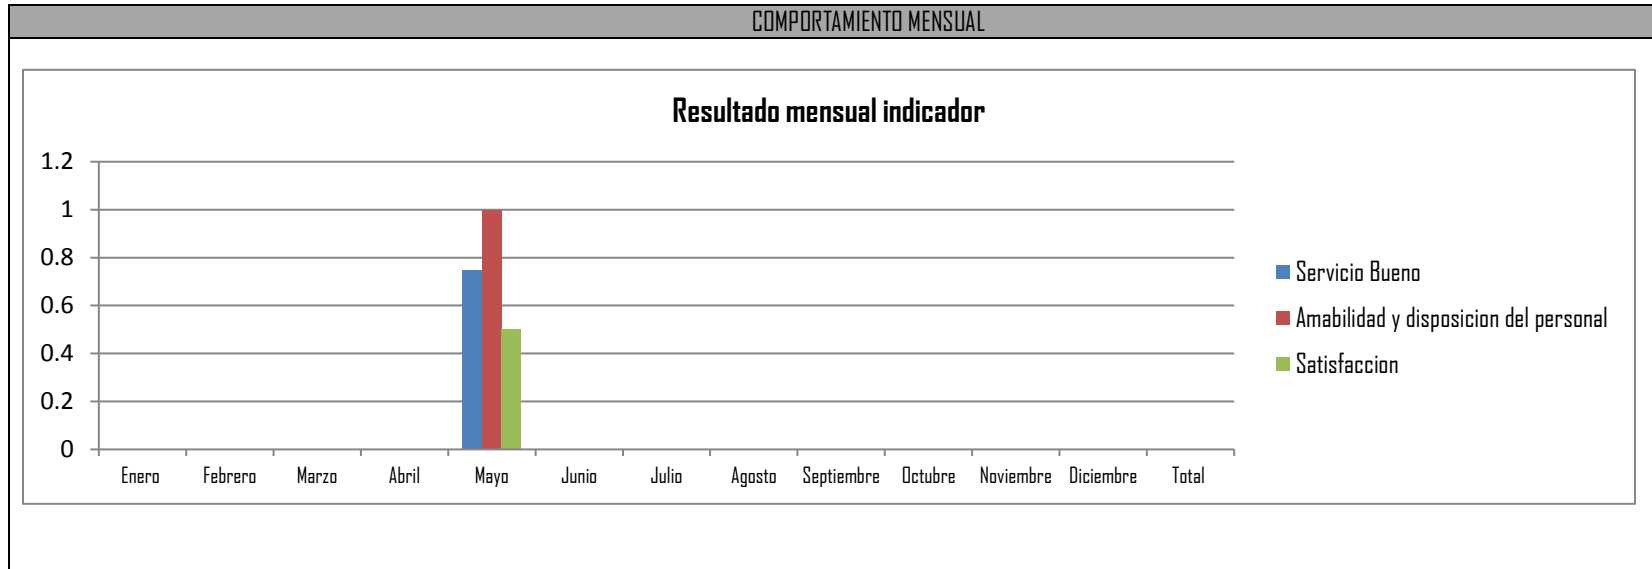 COMPORTAMIENTO MENSUAL
Resultado mensual indicador
1.2
1
0.8
0.6
0.4
0.2
0
Enero Febrero Marzo Abril Mayo Junio Julio Agosto Septiembre Octubre Noviembre Diciembre Total
Servicio Bueno
Amabilidad y disposicion del personal
Satisfaccion